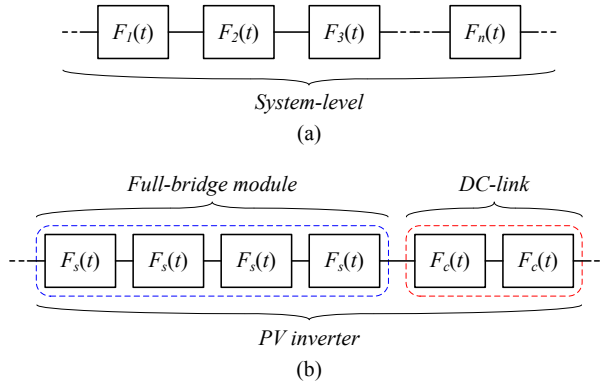 F1(t) F2(t) F3(t) Fn(t)
System-level
(a)
Full-bridge module DC-link
Fs(t) Fs(t) Fs(t) Fs(t) Fc(t) Fc(t)
PV inverter
(b)